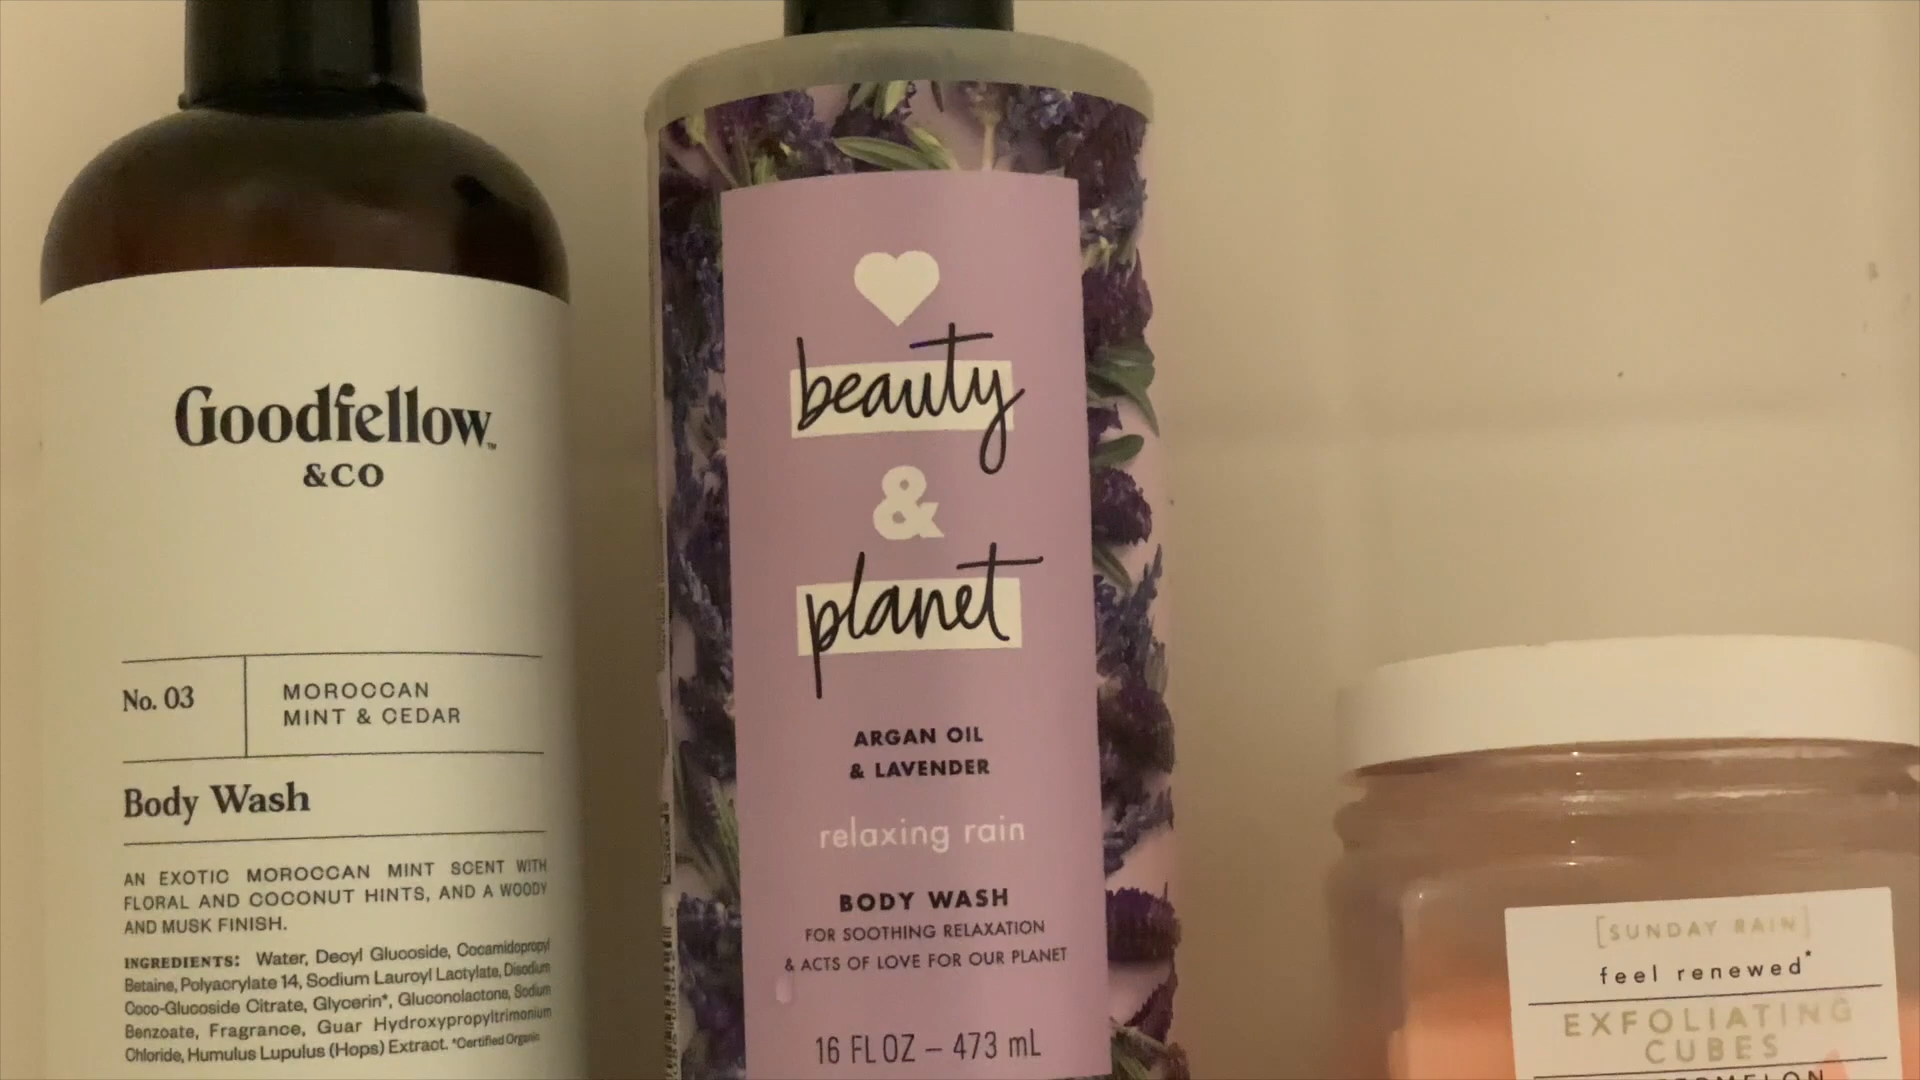 Goodfellow™
&CO
No. 03
MOROCCAN
MINT & CEDAR
Body Wash
AN EXOTIC MOROCCAN MINT SCENT WITH
FLORAL AND COCONUT HINTS, AND A WOODY
AND MUSK FINISH.
INGREDIENTS: Water, Decyl Glucoside, Cocamidopropyl
Betaine, Polyacrylate 14, Sodium Lauroyl Lactylate, Disodium
Coco-Glucoside Citrate, Glycerin*, Gluconolactone, Sodium
Benzoate, Fragrance, Guar Hydroxypropyltrimonium
Chloride, Humulus Lupulus (Hops) Extract. *Certified Organic
beauty
&
planet
ARGAN OIL
& LAVENDER
relaxing rain
BODY WASH
FOR SOOTHING RELAXATION
& ACTS OF LOVE FOR OUR PLANET
16 FL OZ – 473 mL
[SUNDAY RAIN]
feel renewed*
EXFOLIATING
CUBES